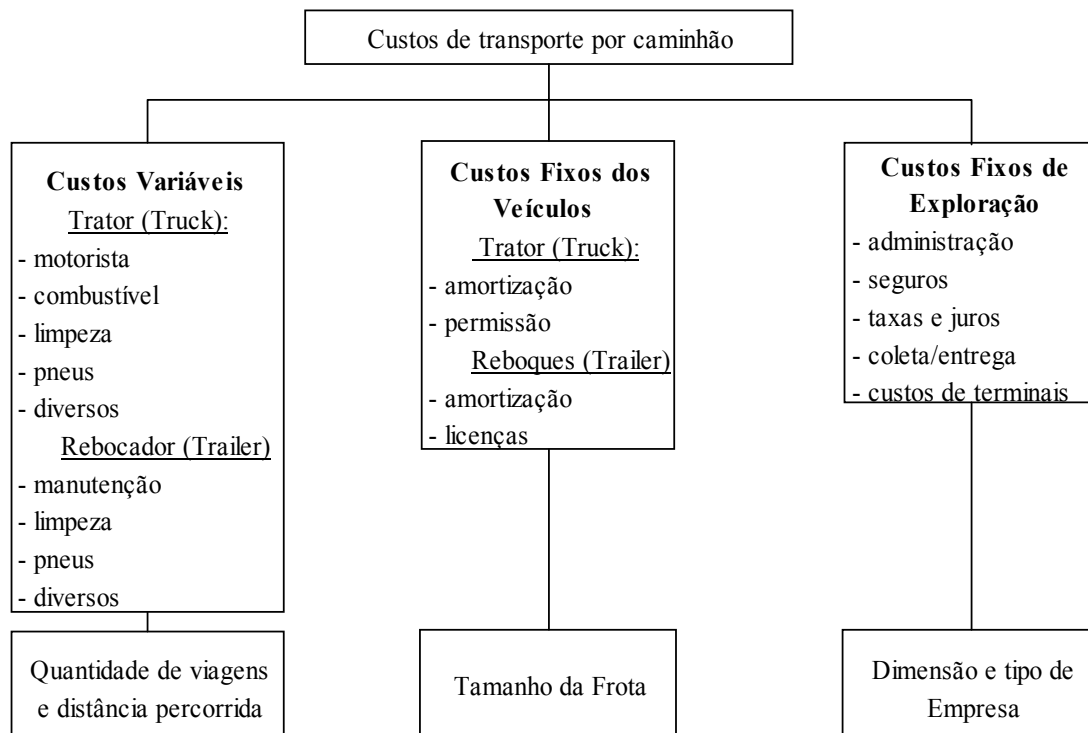 Custos de transporte por caminhão
Custos Variáveis
Trator (Truck):
- motorista
- combustível
- limpeza
- pneus
- diversos
Rebocador (Trailer)
- manutenção
- limpeza
- pneus
- diversos
Quantidade de viagens
e distância percorrida
Custos Fixos dos
Veículos
Trator (Truck):
- amortização
- permissão
Reboques (Trailer)
- amortização
- licenças
Tamanho da Frota
Custos Fixos de
Exploração
- administração
- seguros
- taxas e juros
- coleta/entrega
- custos de terminais
Dimensão e tipo de
Empresa